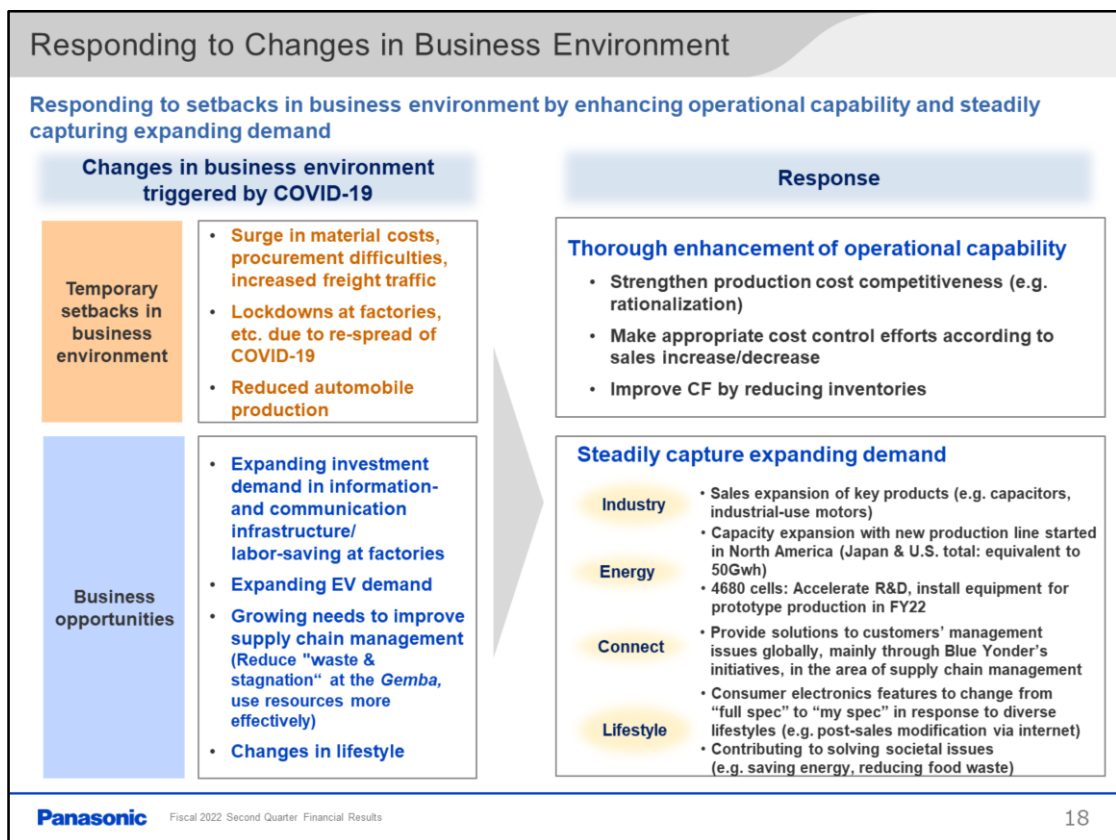 Responding to Changes in Business Environment
Responding to setbacks in business environment by enhancing operational capability and steadily
capturing expanding demand
Changes in business environment
triggered by COVID-19
Temporary
setbacks in
business
environment
• Surge in material costs,
procurement difficulties,
increased freight traffic
• Lockdowns at factories,
etc. due to re-spread of
COVID-19
• Reduced automobile
production
Business
opportunities
• Expanding investment
demand in information-
and communication
infrastructure/
labor-saving at factories
• Expanding EV demand
• Growing needs to improve
supply chain management
(Reduce "waste &
stagnation“ at the Gemba,
use resources more
effectively)
• Changes in lifestyle
Response
Thorough enhancement of operational capability
• Strengthen production cost competitiveness (e.g.
rationalization)
• Make appropriate cost control efforts according to
sales increase/decrease
• Improve CF by reducing inventories
Steadily capture expanding demand
Industry
• Sales expansion of key products (e.g. capacitors,
industrial-use motors)
Energy
• Capacity expansion with new production line started
in North America (Japan & U.S. total: equivalent to
50Gwh)
• 4680 cells: Accelerate R&D, install equipment for
prototype production in FY22
Connect
• Provide solutions to customers’ management
issues globally, mainly through Blue Yonder’s
initiatives, in the area of supply chain management
Lifestyle
• Consumer electronics features to change from
“full spec” to “my spec” in response to diverse
lifestyles (e.g. post-sales modification via internet)
• Contributing to solving societal issues
(e.g. saving energy, reducing food waste)
Panasonic
Fiscal 2022 Second Quarter Financial Results
18